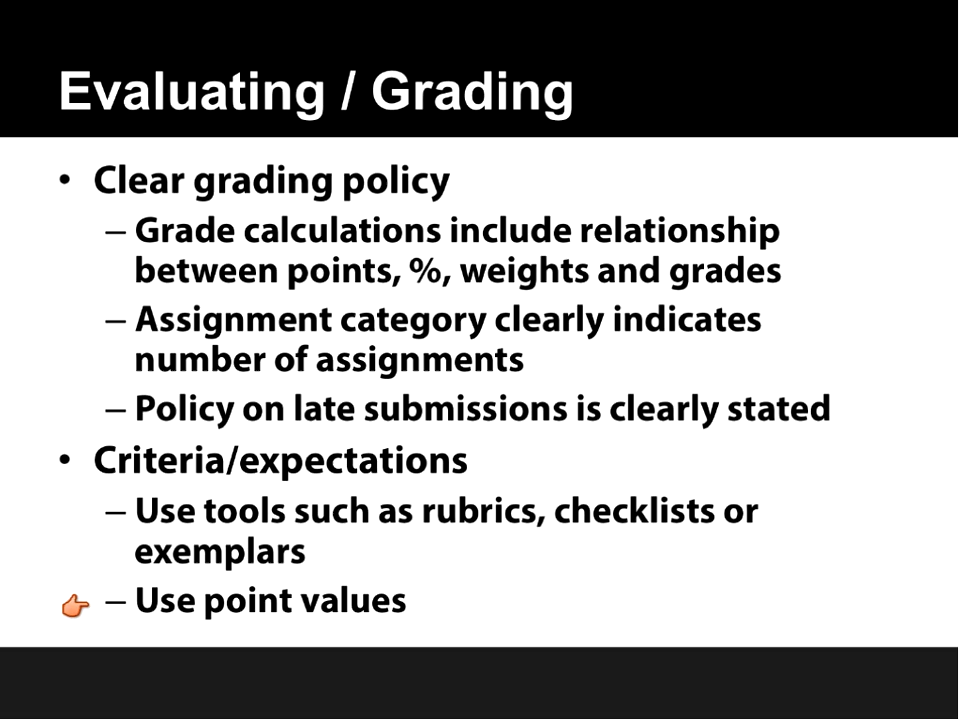 Evaluating / Grading
• Clear grading policy
– Grade calculations include relationship
between points, %, weights and grades
– Assignment category clearly indicates
number of assignments
– Policy on late submissions is clearly stated
• Criteria/expectations
– Use tools such as rubrics, checklists or
exemplars
– Use point values